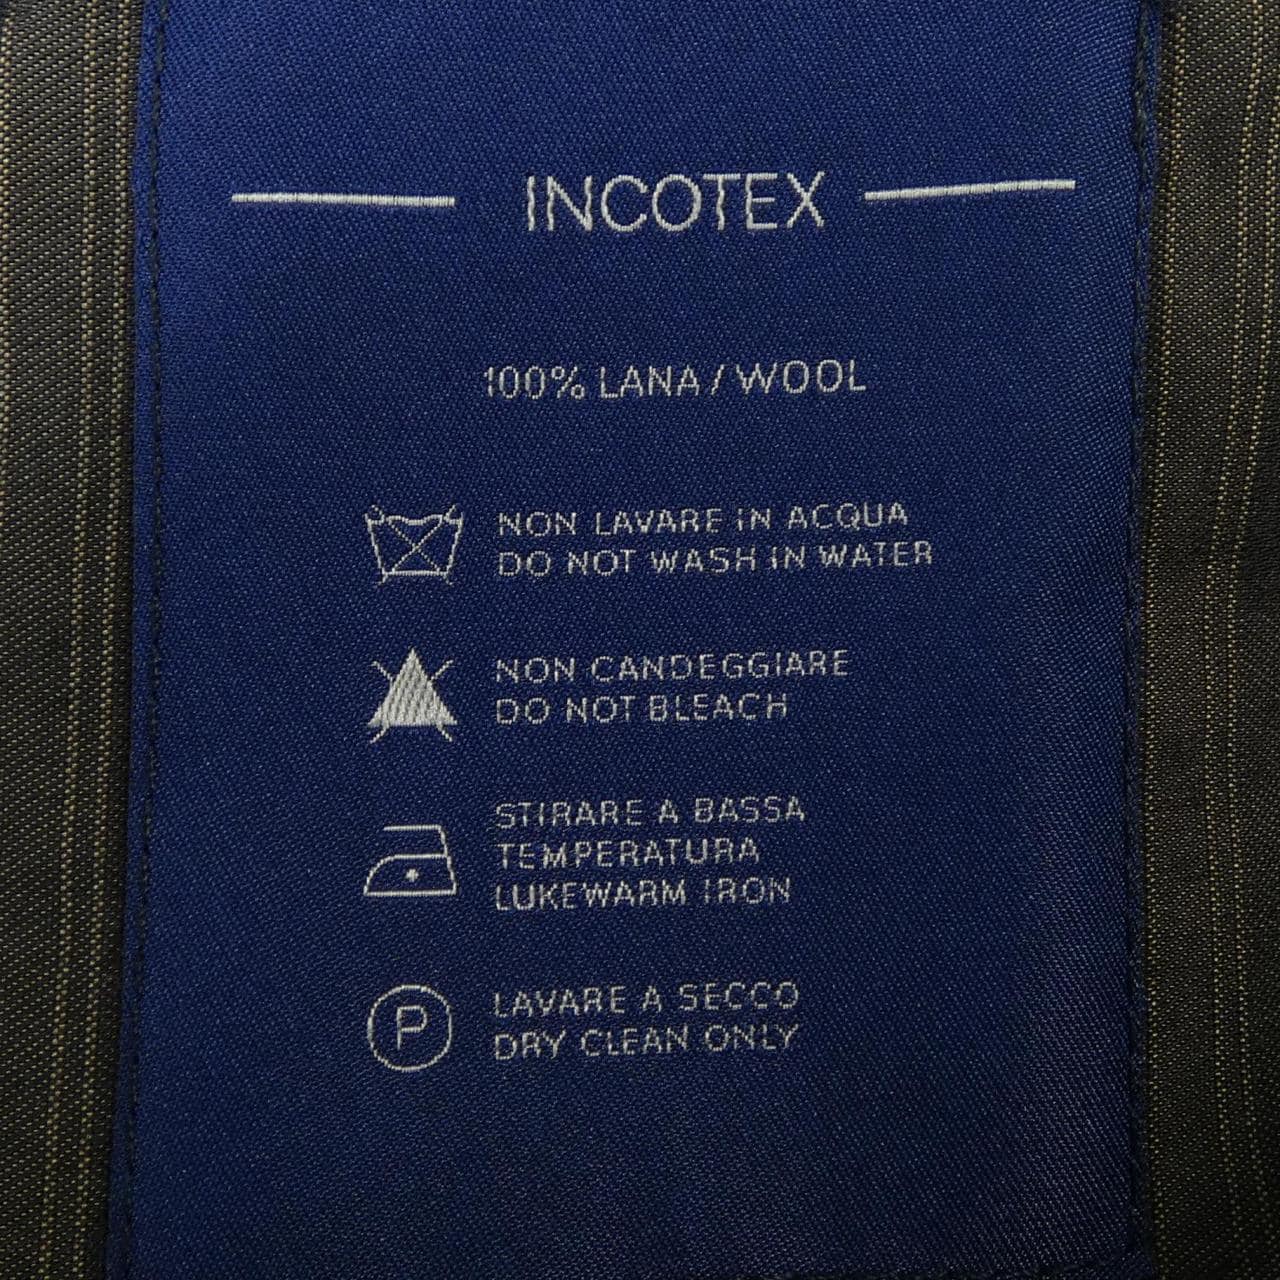 INCOTEX
100% LANA / WOOL
NON LAVARE IN ACQUA
DO NOT WASH IN WATER
NON CANDEGGIARE
DO NOT BLEACH
STIRARE A BASSA
TEMPERATURA
LUKEWARM IRON
P
LAVARE A SECCO
DRY CLEAN ONLY